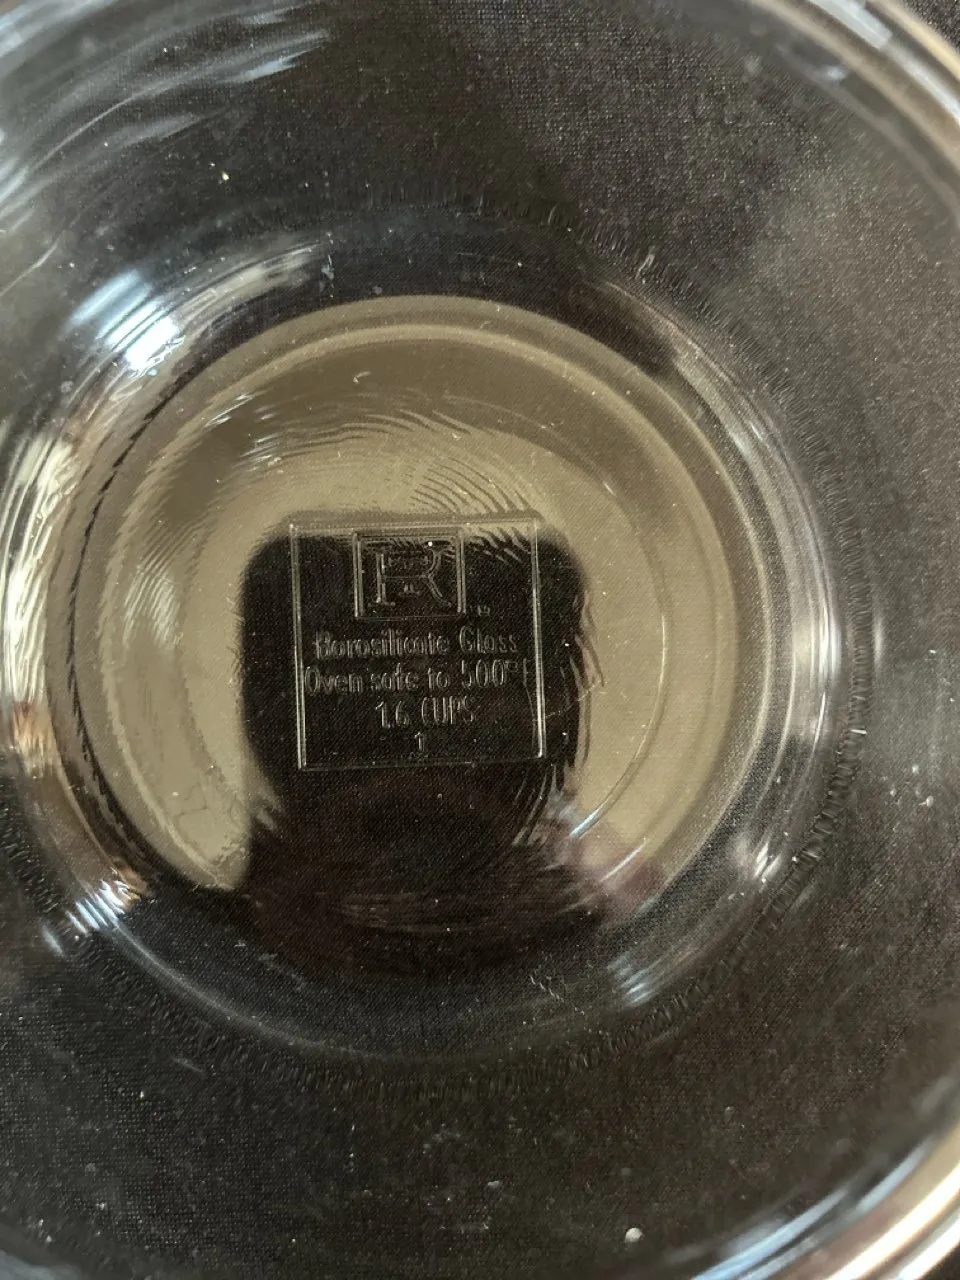 R
Borosilicate Glass
Oven safe to 500°F
1.6 CUPS
1